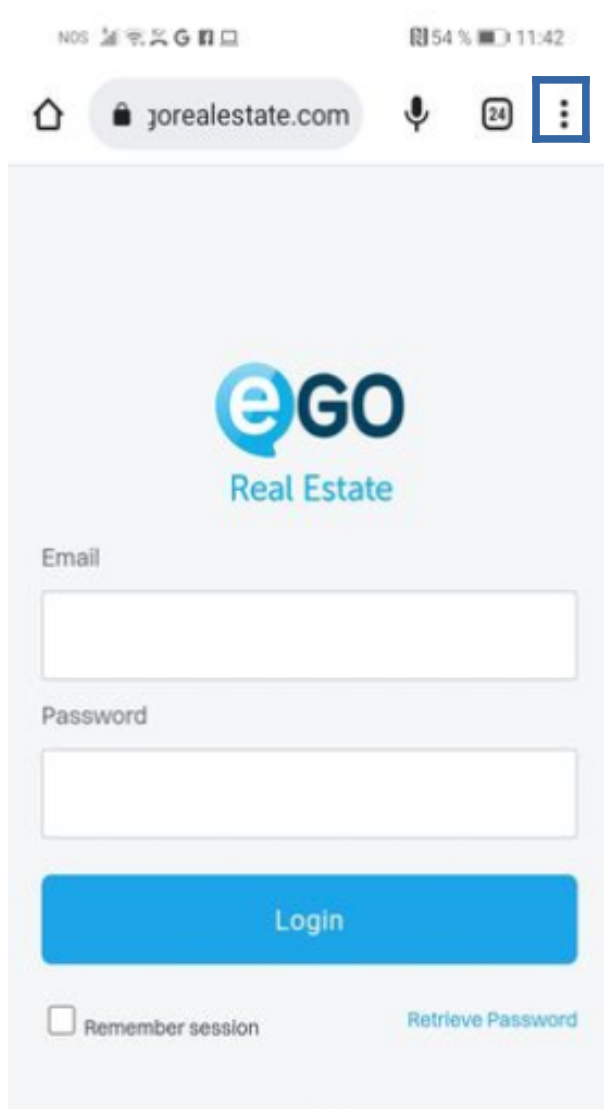 NOS 54 % 11:42
gorealestate.com 24
eGO
Real Estate
Email
Password
Login
Remember session Retrieve Password